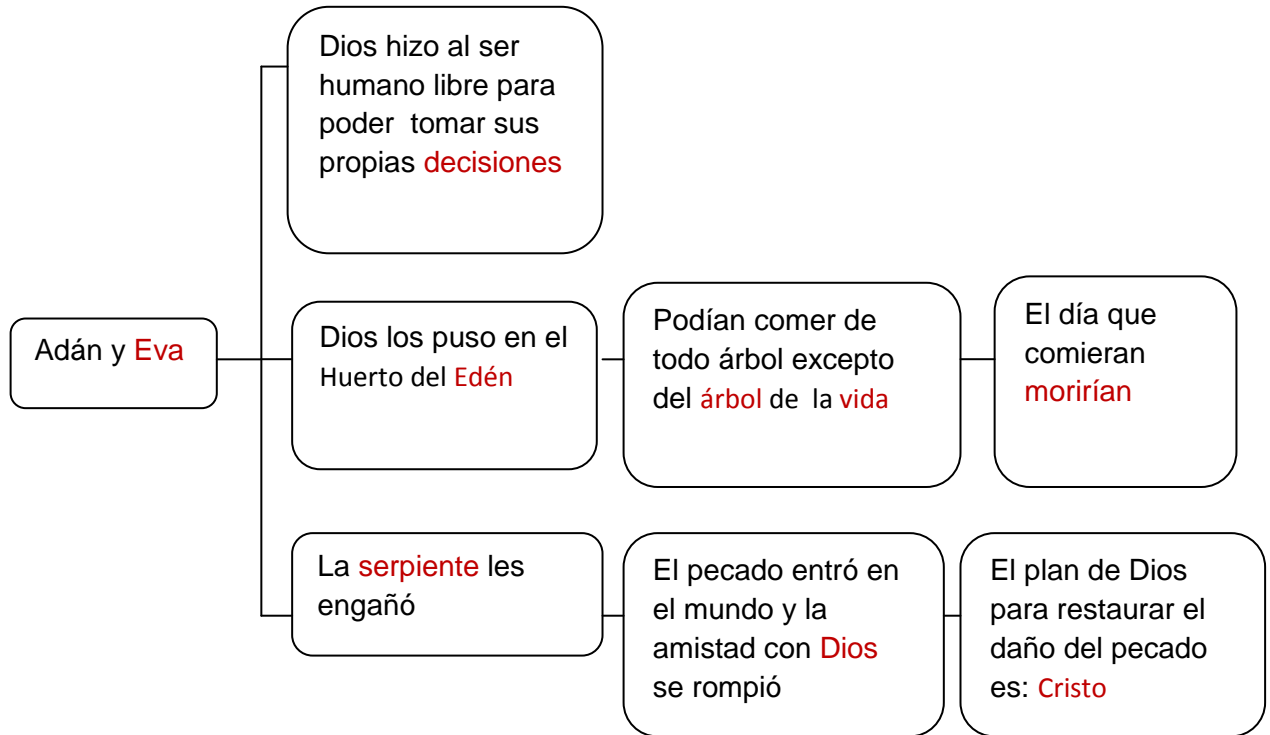 Dios hizo al ser
humano libre para
poder  tomar sus
propias decisiones
Adán y Eva
Dios los puso en el
Huerto del Edén
Podían comer de
todo árbol excepto
del árbol de  la vida
El día que
comieran
morirían
La serpiente les
engañó
El pecado entró en
el mundo y la
amistad con Dios
se rompió
El plan de Dios
para restaurar el
daño del pecado
es: Cristo